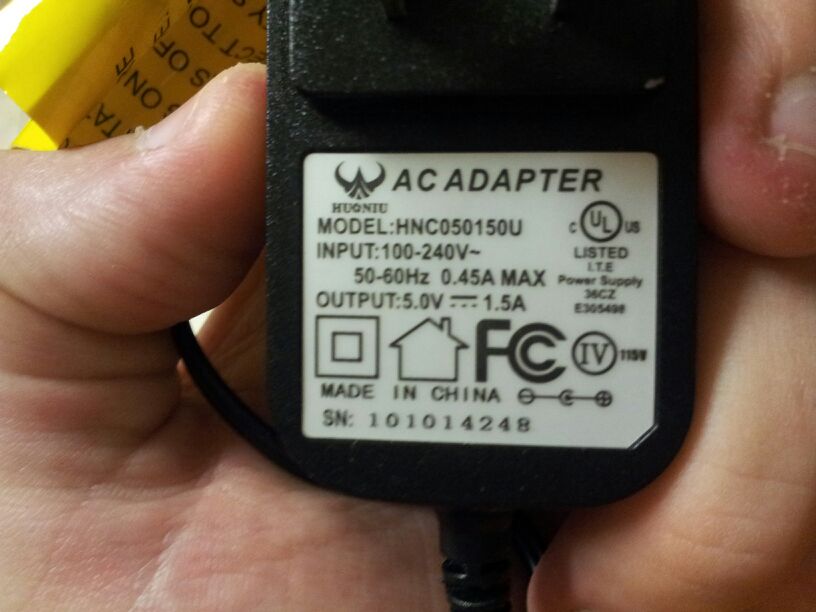 AC ADAPTER
HUONIU
MODEL:HNC050150U
INPUT:100-240V~
50-60Hz 0.45A MAX
OUTPUT:5.0V⎓1.5A
C UL US
LISTED
I.T.E
Power Supply
36CZ
E305498
FC IV 115V
MADE IN CHINA
SN: 101014248